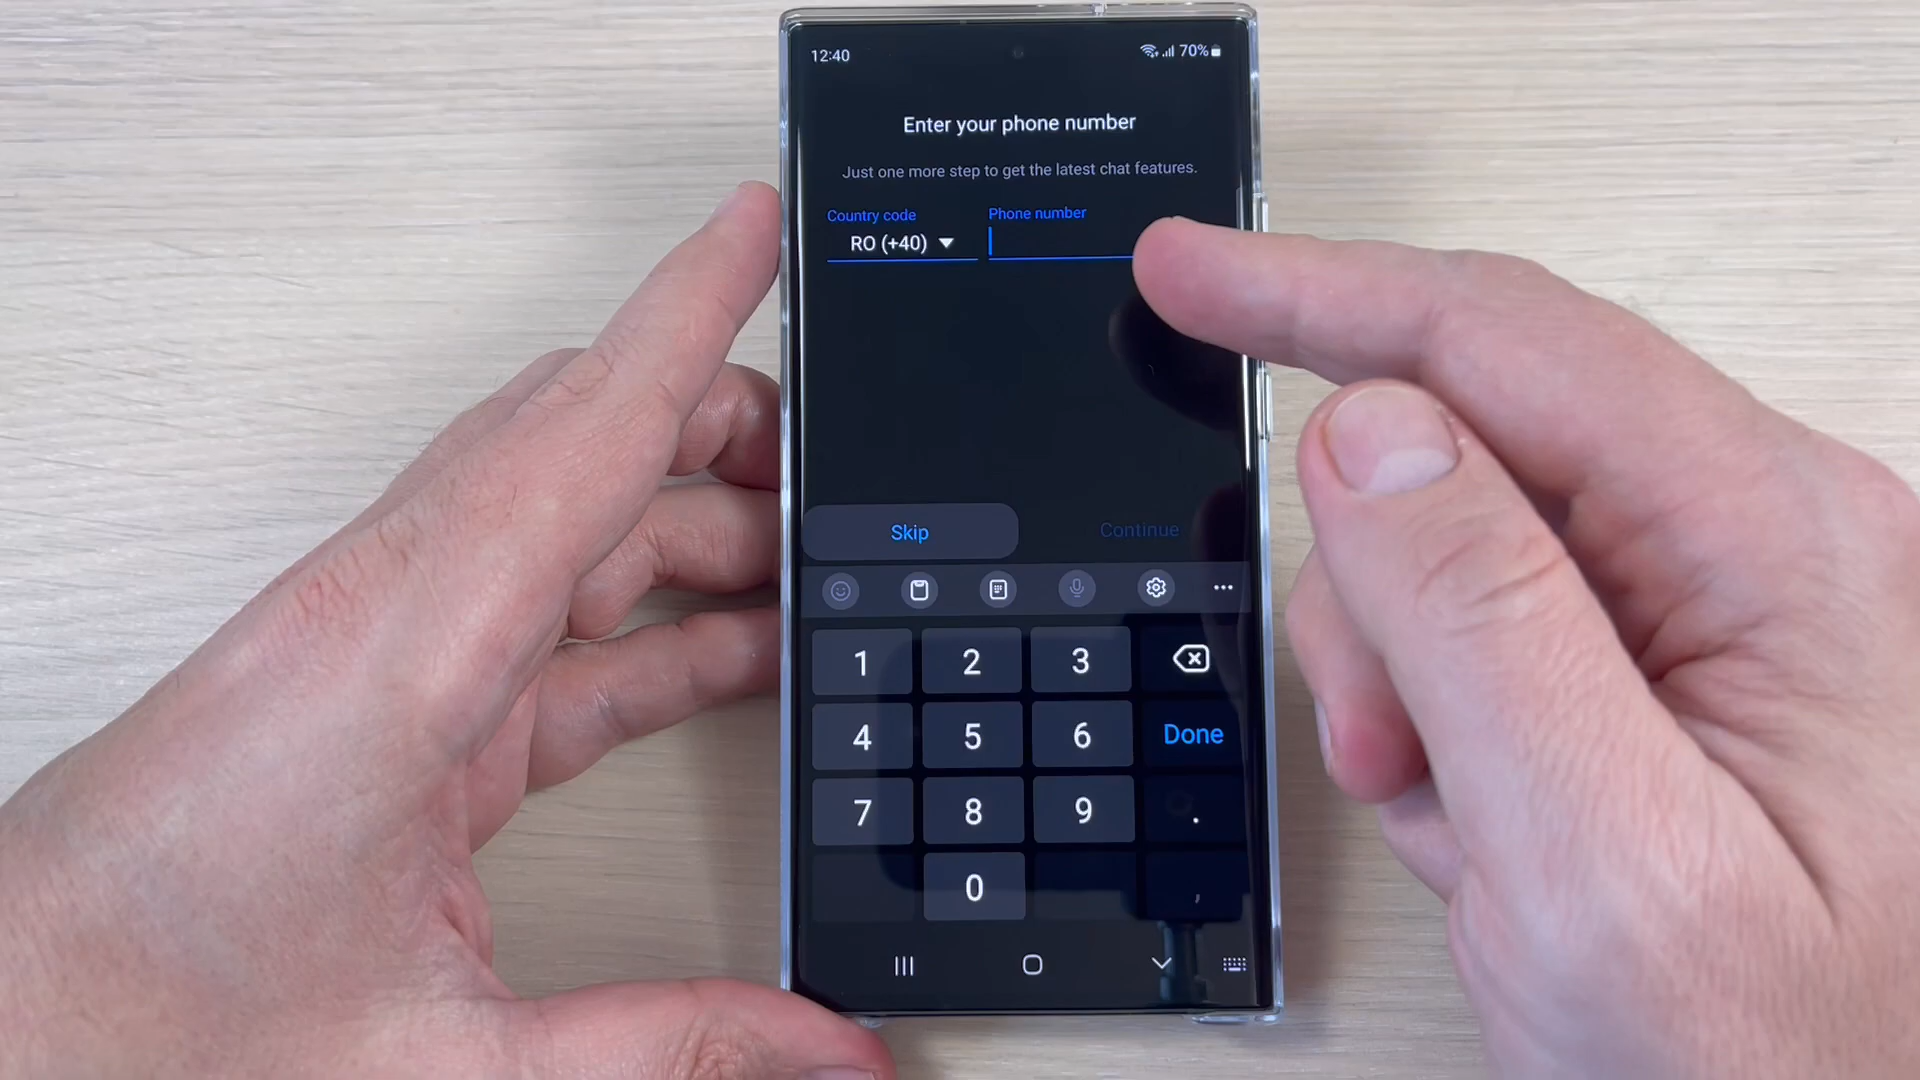 12:40 70%
Enter your phone number
Just one more step to get the latest chat features.
Country code Phone number
RO (+40)
Skip Continue
1 2 3
4 5 6 Done
7 8 9 .
0 ,